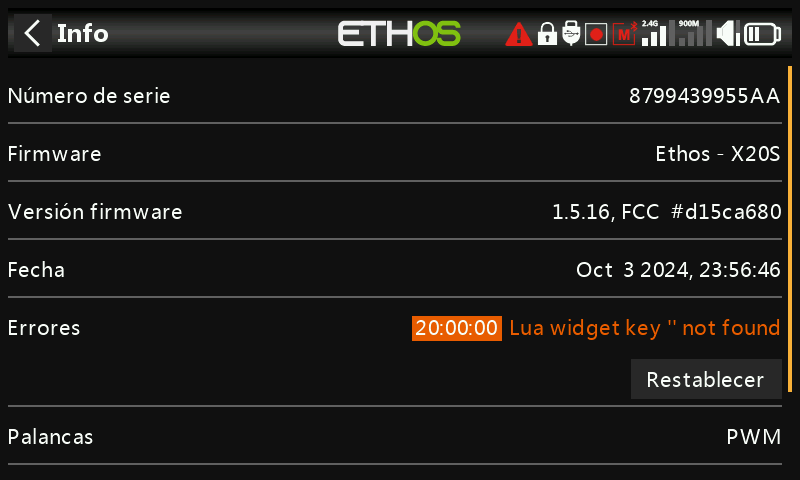 Info
ETHOS
M
2.4G
900M
Número de serie
8799439955AA
Firmware
Ethos - X20S
Versión firmware
1.5.16, FCC #d15ca680
Fecha
Oct 3 2024, 23:56:46
Errores
20:00:00 Lua widget key '' not found
Restablecer
Palancas
PWM